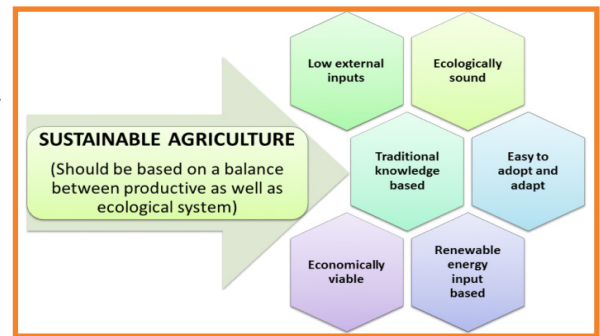 SUSTAINABLE AGRICULTURE
(Should be based on a balance
between productive as well as
ecological system)
Low external
inputs
Ecologically
sound
Traditional
knowledge
based
Easy to
adopt and
adapt
Economically
viable
Renewable
energy
input
based